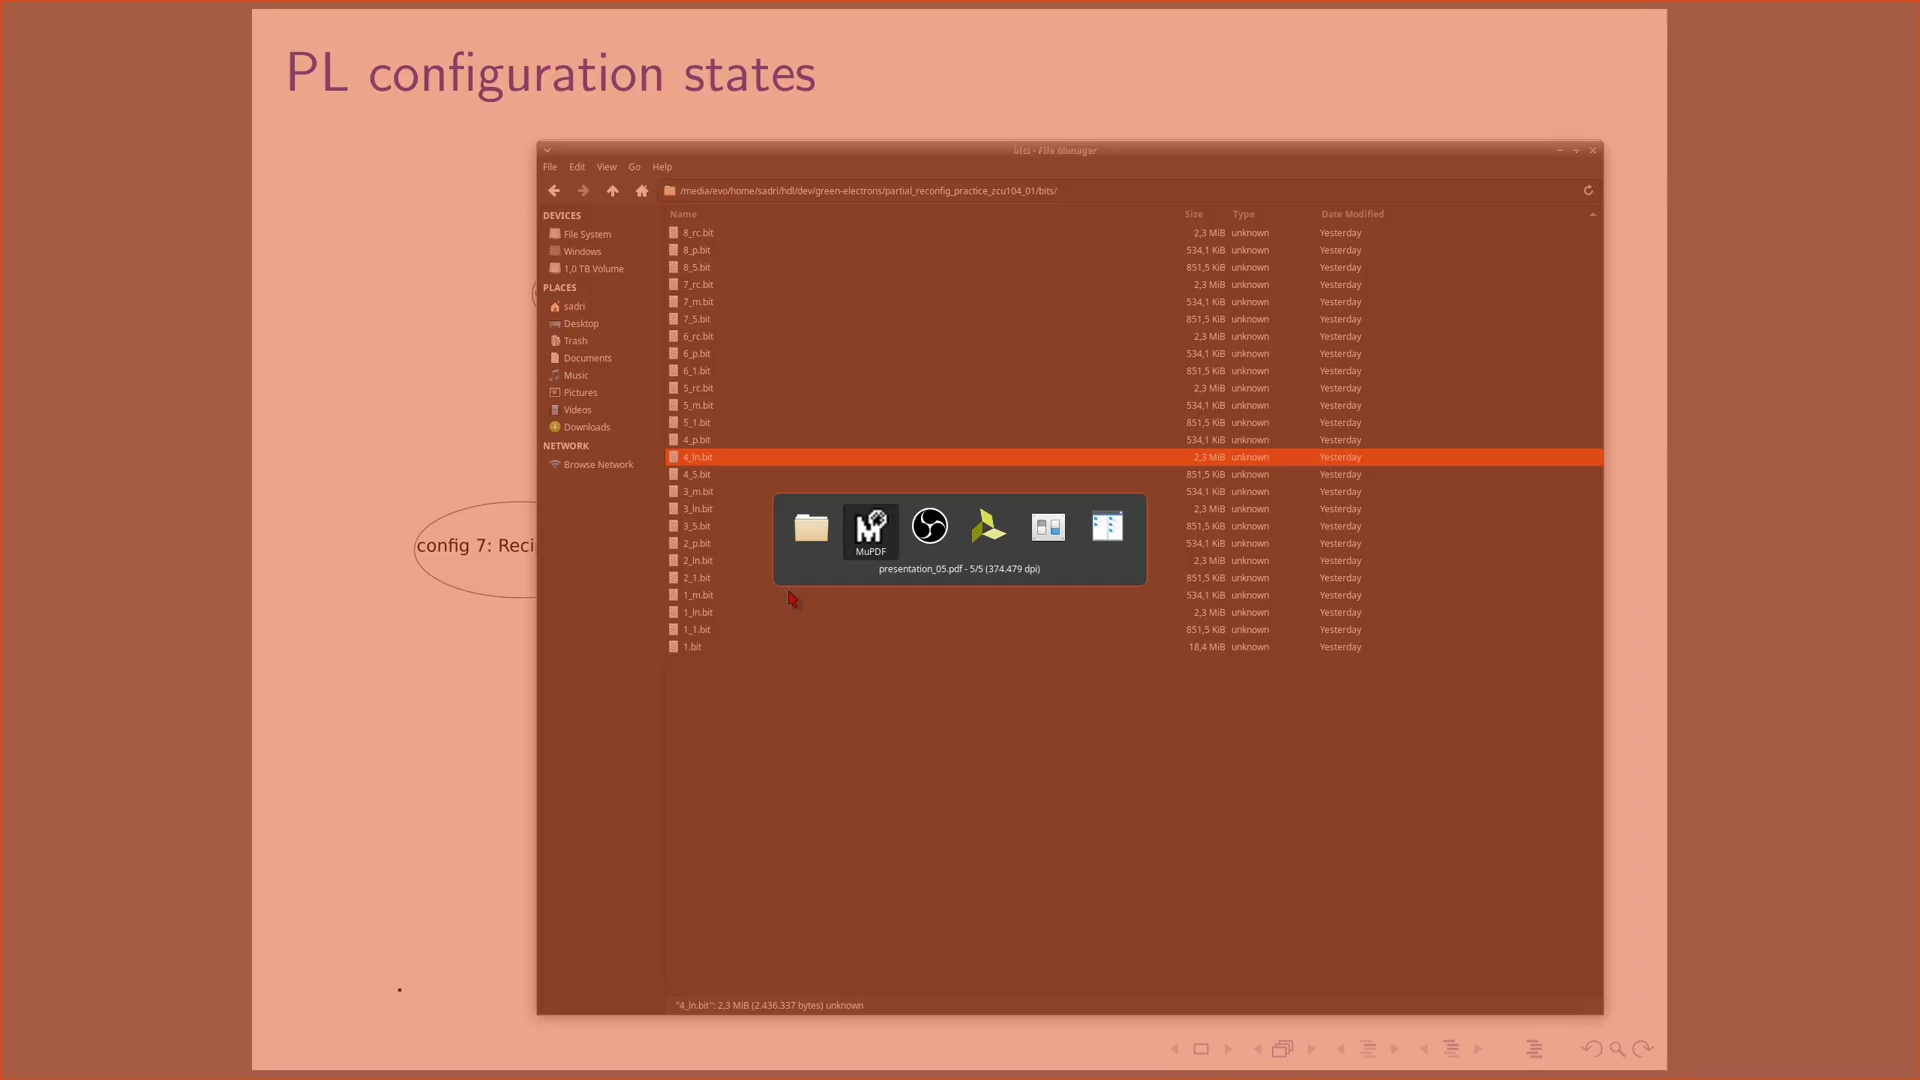 PL configuration states
bits - File Manager
File Edit View Go Help
/media/evo/home/sadri/hdl/dev/green-electrons/partial_reconfig_practice_zcu104_01/bits/
DEVICES
File System
Windows
1,0 TB Volume
PLACES
sadri
Desktop
Trash
Documents
Music
Pictures
Videos
Downloads
NETWORK
Browse Network
Name Size Type Date Modified
8_rc.bit 2,3 MiB unknown Yesterday
8_p.bit 534,1 KiB unknown Yesterday
8_5.bit 851,5 KiB unknown Yesterday
7_rc.bit 2,3 MiB unknown Yesterday
7_m.bit 534,1 KiB unknown Yesterday
7_5.bit 851,5 KiB unknown Yesterday
6_rc.bit 2,3 MiB unknown Yesterday
6_p.bit 534,1 KiB unknown Yesterday
6_1.bit 851,5 KiB unknown Yesterday
5_rc.bit 2,3 MiB unknown Yesterday
5_m.bit 534,1 KiB unknown Yesterday
5_1.bit 851,5 KiB unknown Yesterday
4_p.bit 534,1 KiB unknown Yesterday
4_ln.bit 2,3 MiB unknown Yesterday
4_5.bit 851,5 KiB unknown Yesterday
3_m.bit 534,1 KiB unknown Yesterday
3_ln.bit 2,3 MiB unknown Yesterday
3_5.bit 851,5 KiB unknown Yesterday
2_p.bit 534,1 KiB unknown Yesterday
2_ln.bit 2,3 MiB unknown Yesterday
2_1.bit 851,5 KiB unknown Yesterday
1_m.bit 534,1 KiB unknown Yesterday
1_ln.bit 2,3 MiB unknown Yesterday
1_1.bit 851,5 KiB unknown Yesterday
1.bit 18,4 MiB unknown Yesterday
MuPDF
presentation_05.pdf - 5/5 (374.479 dpi)
config 7: Reci
"4_ln.bit": 2,3 MiB (2.436.337 bytes) unknown